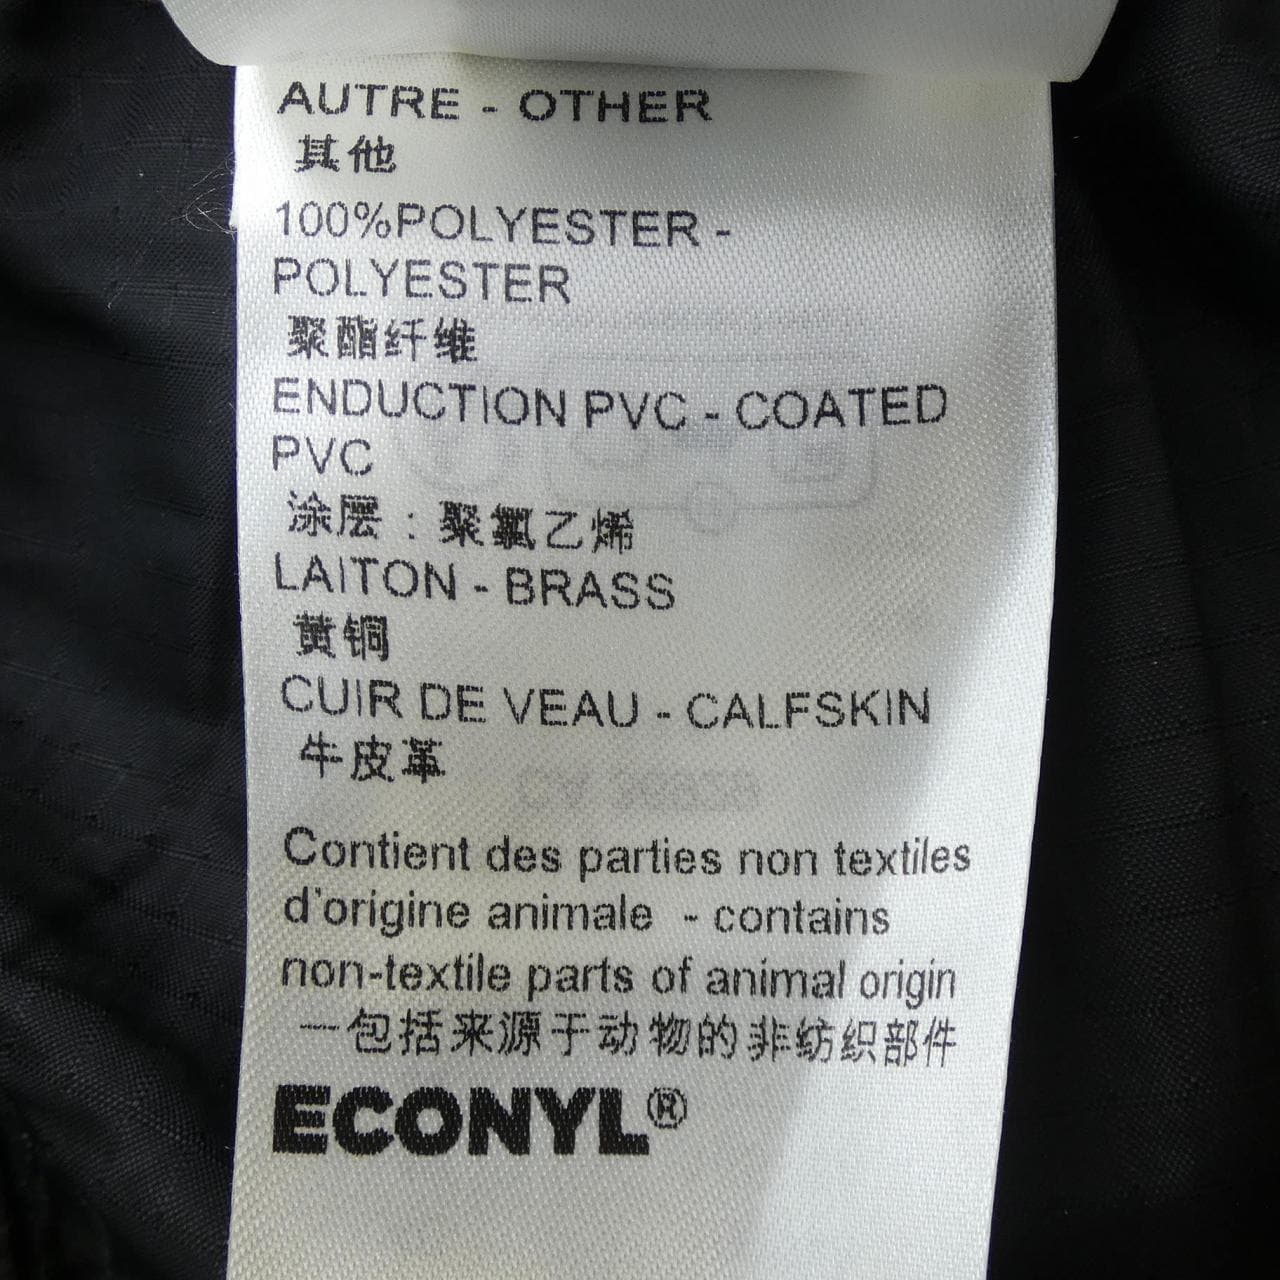 AUTRE - OTHER
其他
100%POLYESTER -
POLYESTER
聚酯纤维
ENDUCTION PVC - COATED
PVC
涂层：聚氯乙烯
LAITON - BRASS
黄铜
CUIR DE VEAU - CALFSKIN
牛皮革
Contient des parties non textiles
d'origine animale - contains
non-textile parts of animal origin
一包括来源于动物的非纺织部件
ECONYL®